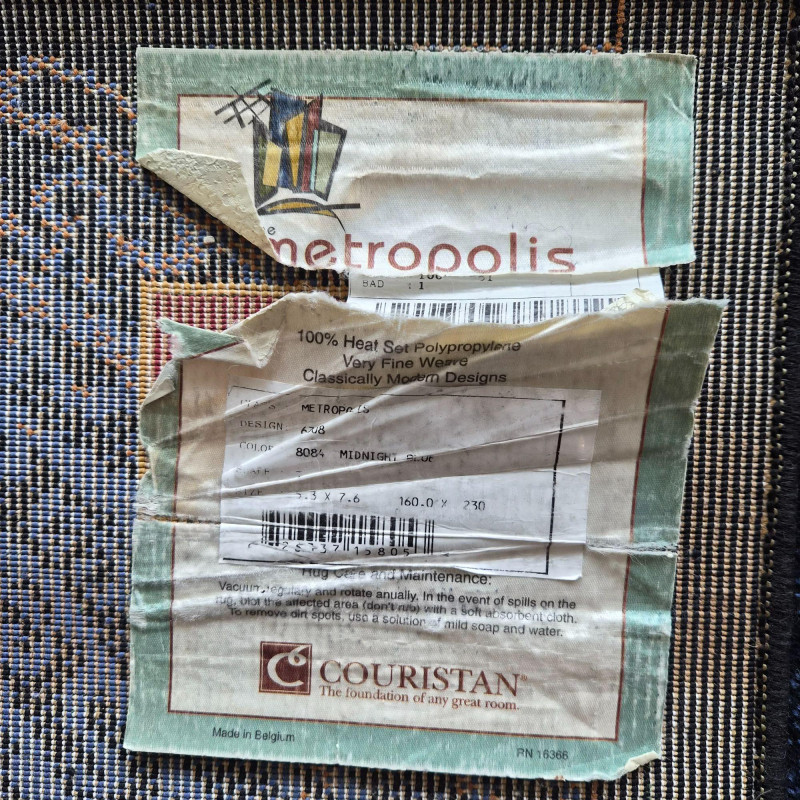 metropolis
BAD : 1
100% Heat Set Polypropylene
Very Fine Weave
Classically Modern Designs
METROPOLIS
DESIGN
COLOR 8084 MIDNIGHT BLUE
SIZE 5.3 X 7.6 160.0 X 230
Rug Care and Maintenance:
Vacuum regulary and rotate anually. In the event of spills on the
rug, blot the affected area (don't rub) with a soft absorbent cloth.
To remove dirt spots, use a solution of mild soap and water.
COURISTAN
The foundation of any great room.
Made in Belgium
RN 16366